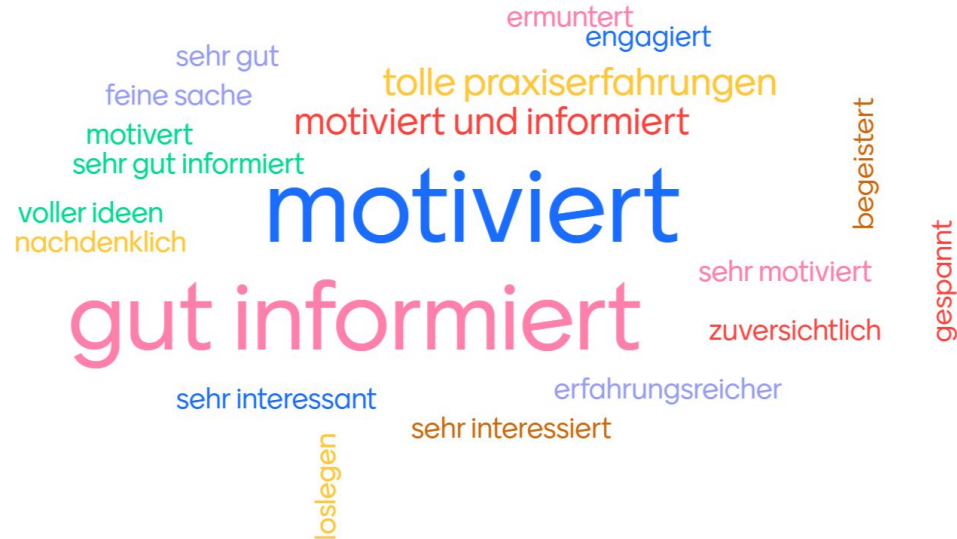 ermuntert
engagiert
sehr gut
tolle praxiserfahrungen
feine sache
motiviert und informiert
motivert
sehr gut informiert
begeistert
motiviert
voller ideen
nachdenklich
gespannt
sehr motiviert
gut informiert
zuversichtlich
sehr interessant
erfahrungsreicher
sehr interessiert
loslegen